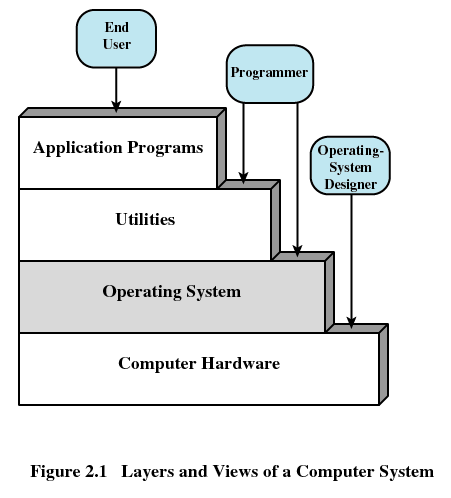 End
User
Programmer
Operating-
System
Designer
Application Programs
Utilities
Operating System
Computer Hardware
Figure 2.1 Layers and Views of a Computer System